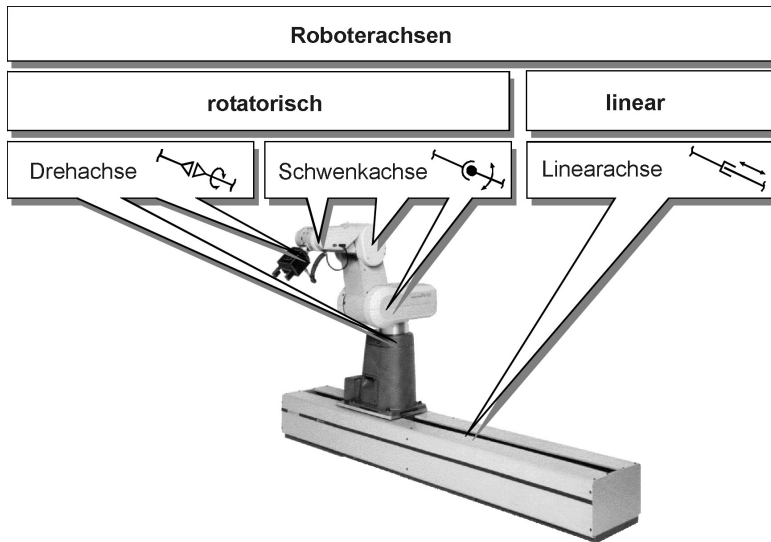 Roboterachsen
rotatorisch
linear
Drehachse
Schwenkachse
Linearachse